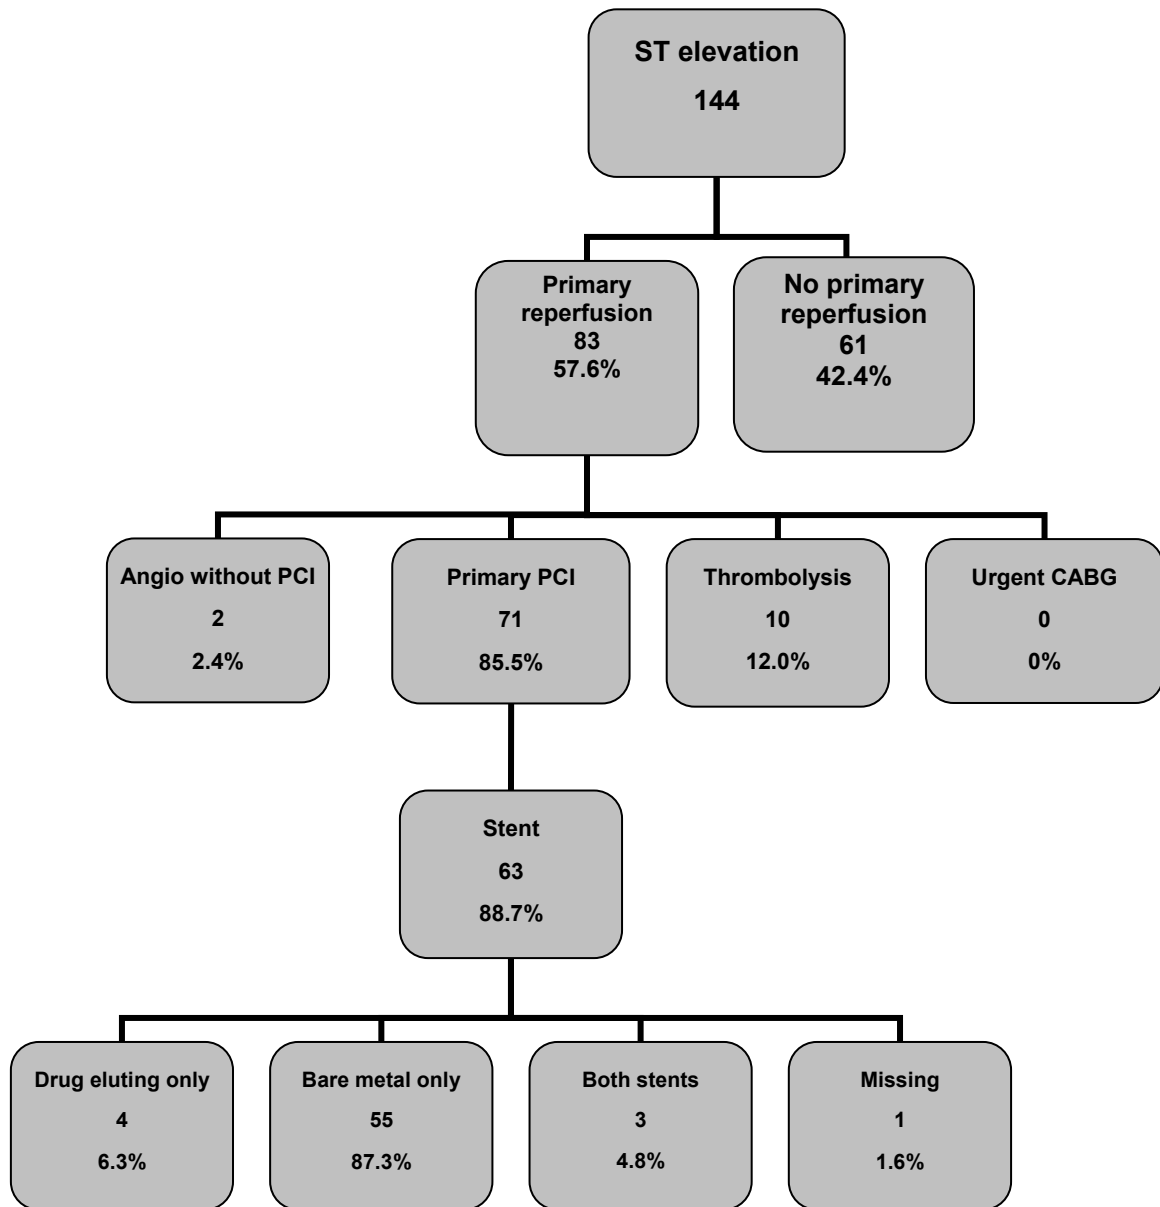 ST elevation
144
Primary
reperfusion
83
57.6%
No primary
reperfusion
61
42.4%
Angio without PCI
2
2.4%
Primary PCI
71
85.5%
Thrombolysis
10
12.0%
Urgent CABG
0
0%
Stent
63
88.7%
Drug eluting only
4
6.3%
Bare metal only
55
87.3%
Both stents
3
4.8%
Missing
1
1.6%